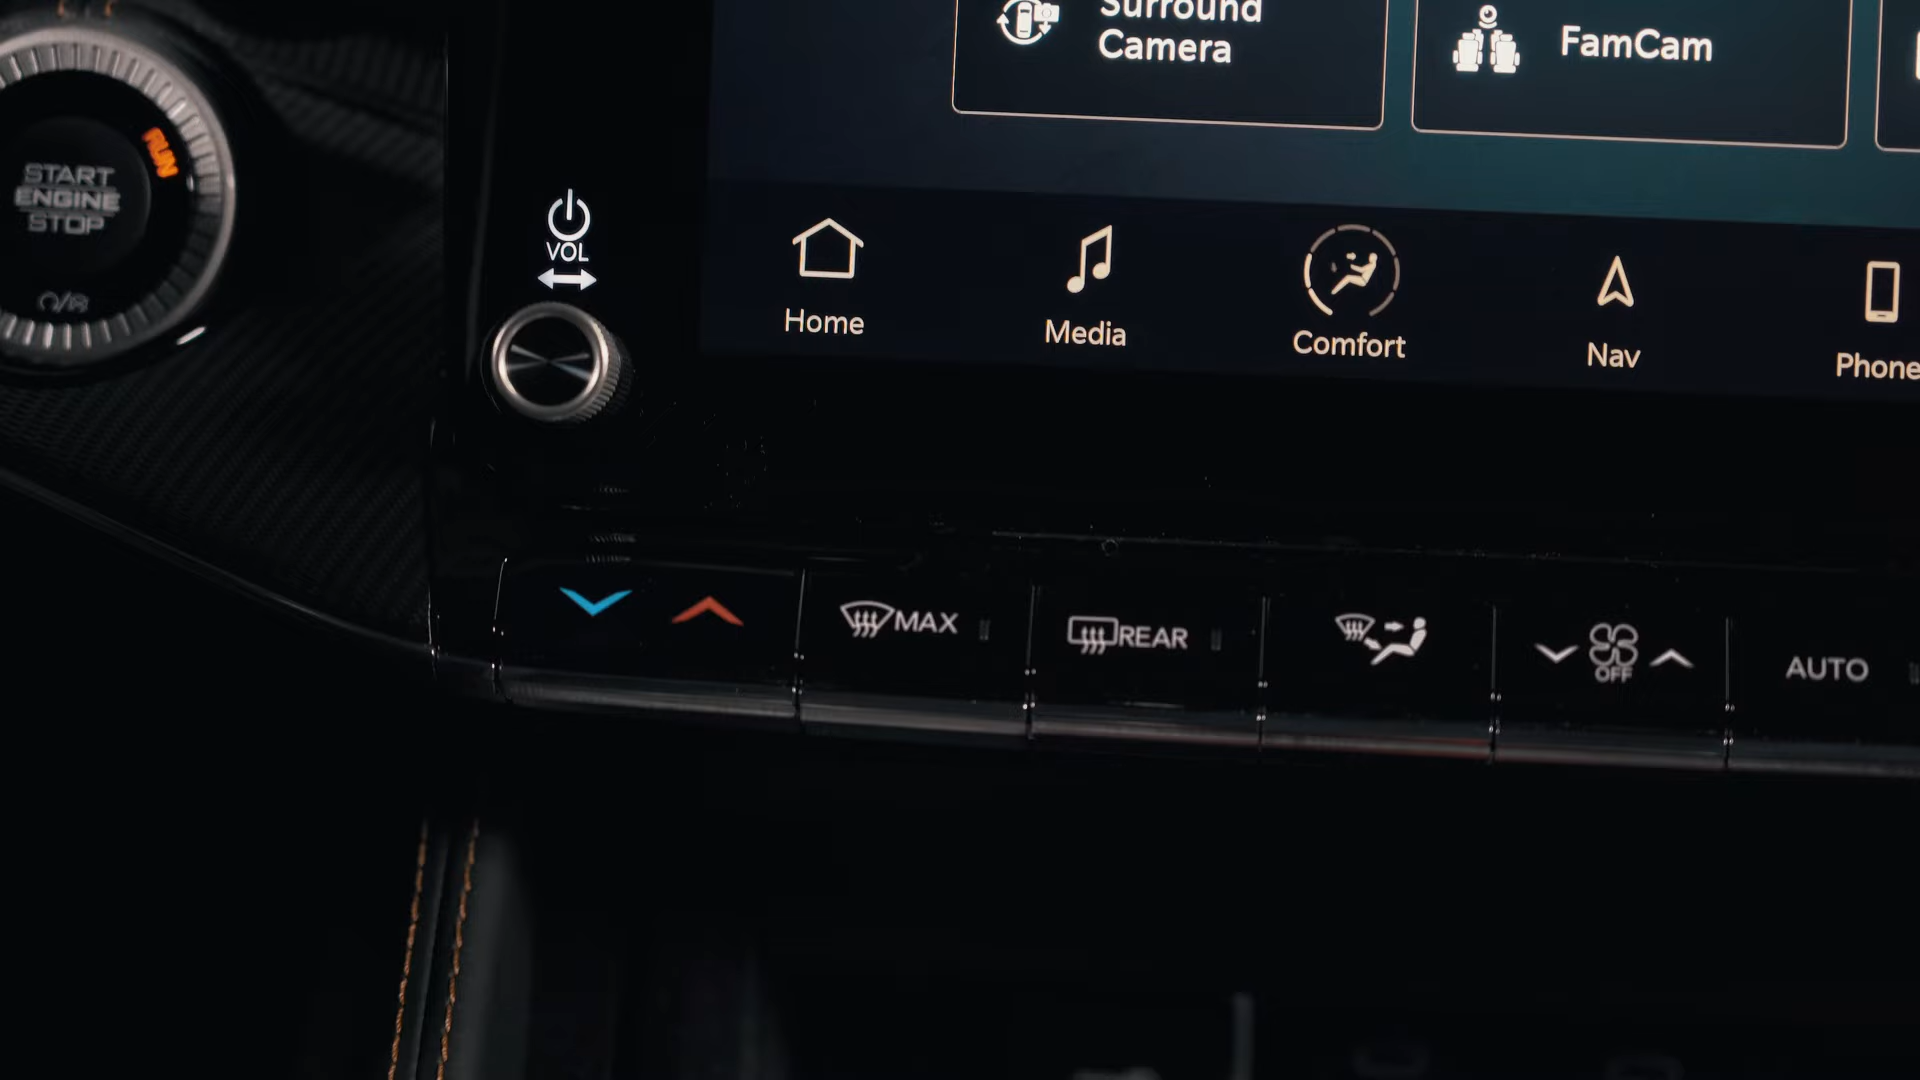 Surround
Camera
FamCam
RUN
START
ENGINE
STOP
VOL
Home
Media
Comfort
Nav
Phone
MAX
REAR
OFF
AUTO